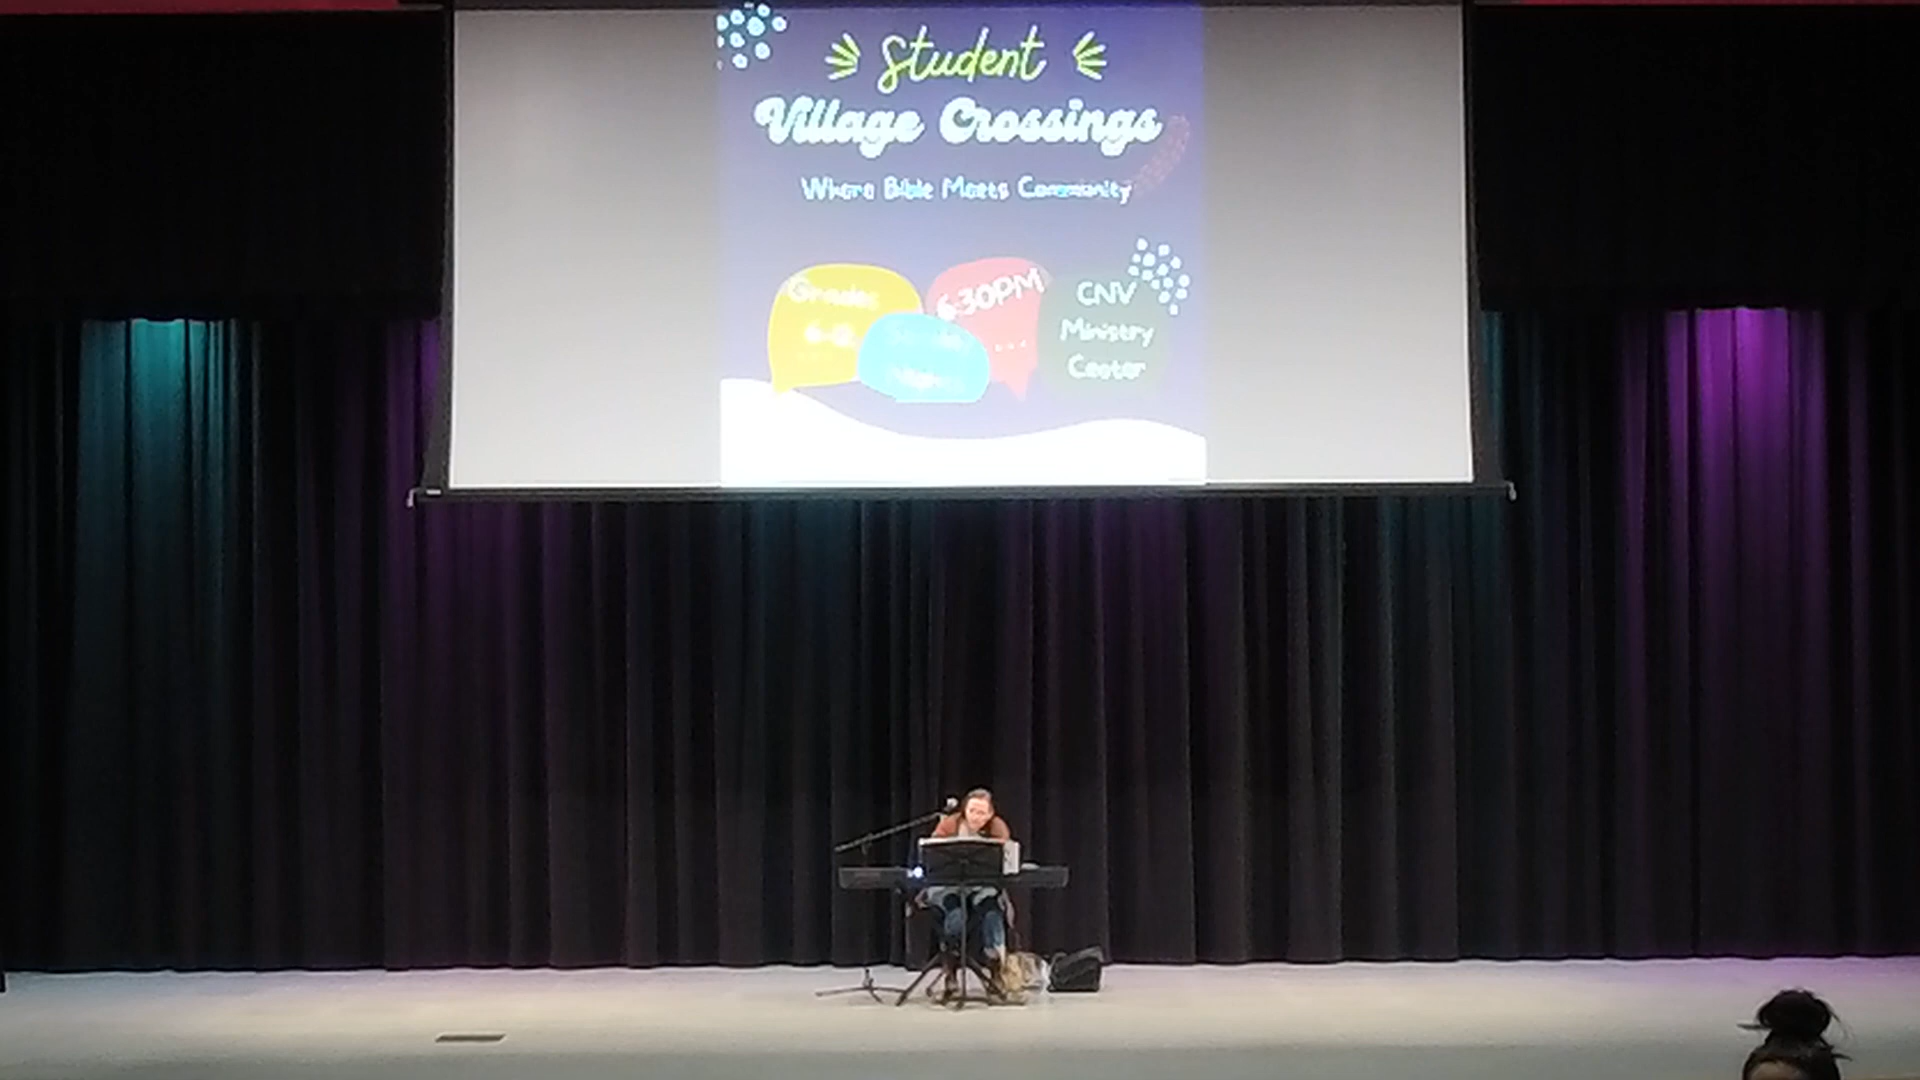 Student
Village Crossings
Where Bible Meets Community
Grades
6-12
6:30PM
CNV
Ministry
Center